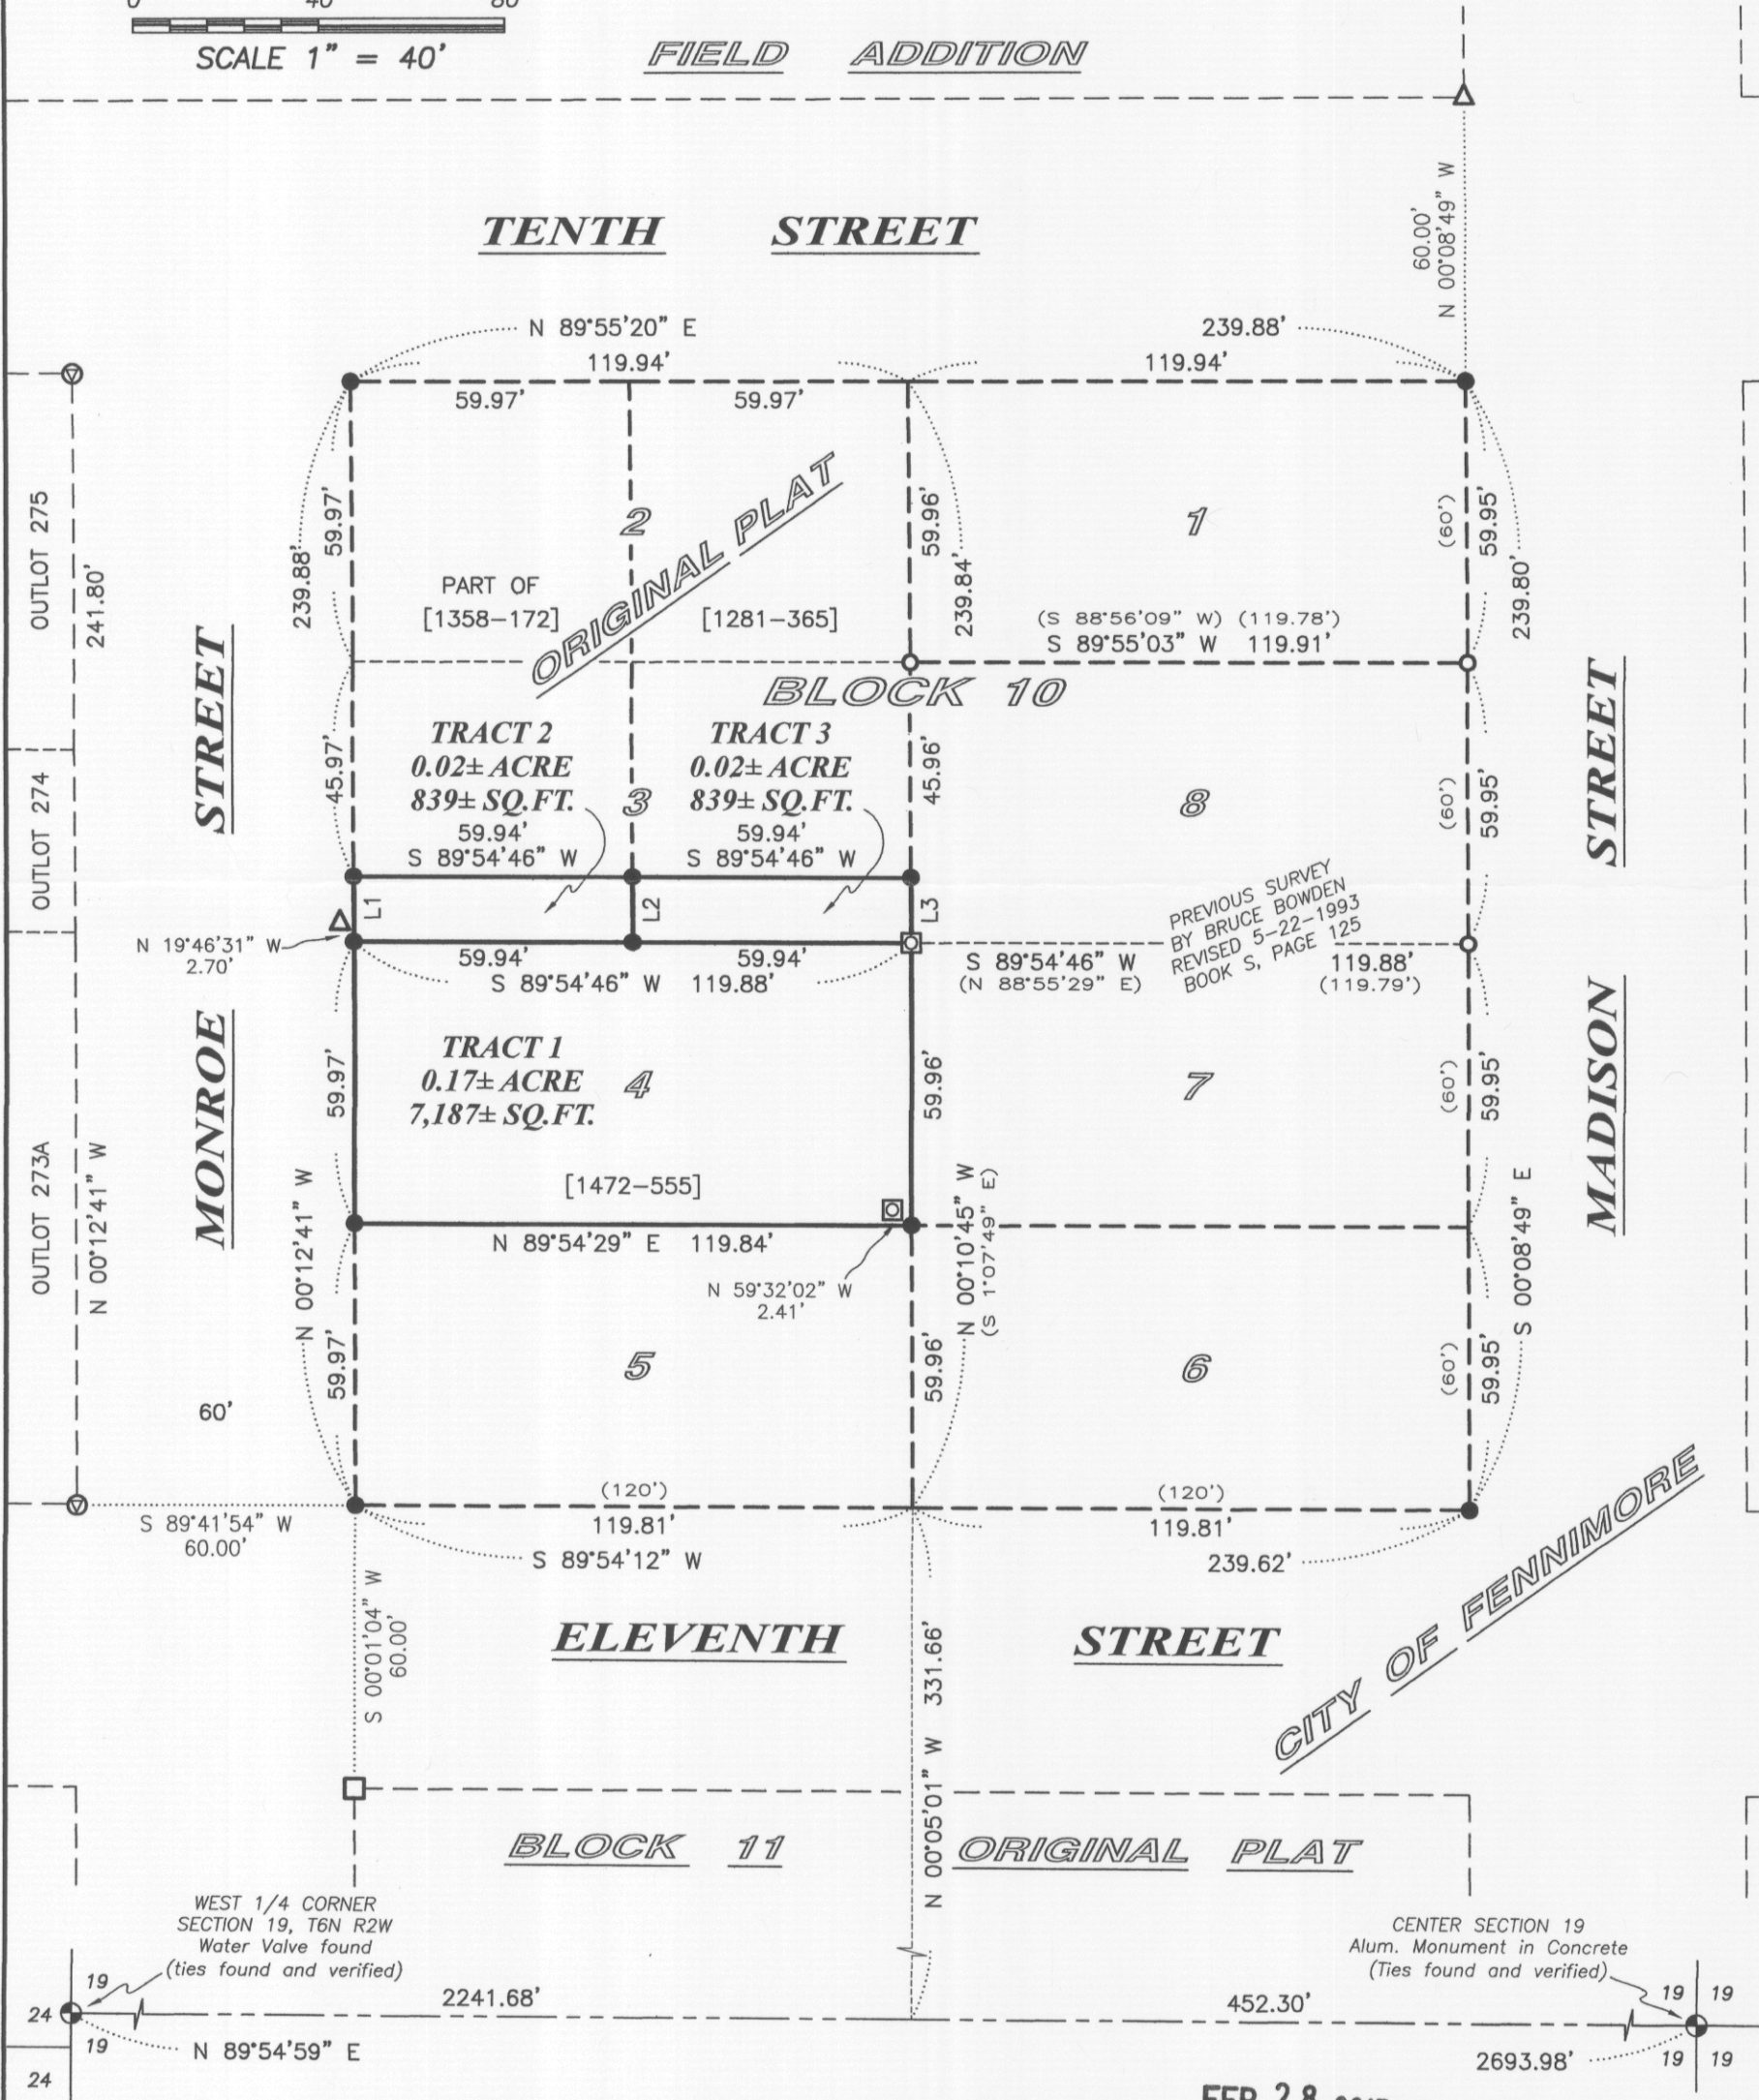 0 40 80
SCALE 1" = 40'
FIELD ADDITION
60.00'
N 00°08'49" W
TENTH STREET
N 89°55'20" E
239.88'
119.94'
119.94'
59.97'
59.97'
OUTLOT 275
241.80'
239.88'
59.97'
2
ORIGINAL PLAT
59.96'
239.84'
1
(60')
59.95'
239.80'
PART OF
[1358-172]
[1281-365]
(S 88°56'09" W) (119.78')
S 89°55'03" W 119.91'
BLOCK 10
STREET
STREET
OUTLOT 274
45.97'
TRACT 2
0.02± ACRE
839± SQ.FT.
59.94'
S 89°54'46" W
3
TRACT 3
0.02± ACRE
839± SQ.FT.
59.94'
S 89°54'46" W
45.96'
8
(60')
59.95'
L1
L2
L3
PREVIOUS SURVEY
BY BRUCE BOWDEN
REVISED 5-22-1993
BOOK S, PAGE 125
N 19°46'31" W
2.70'
59.94'
59.94'
S 89°54'46" W 119.88'
S 89°54'46" W
(N 88°55'29" E)
119.88'
(119.79')
MONROE
MADISON
OUTLOT 273A
N 00°12'41" W
59.97'
TRACT 1
0.17± ACRE
7,187± SQ.FT.
4
59.96'
7
(60')
59.95'
[1472-555]
N 89°54'29" E 119.84'
N 59°32'02" W
2.41'
N 00°12'41" W
N 00°10'45" W
(S 1°07'49" E)
S 00°08'49" E
59.97'
5
59.96'
6
(60')
59.95'
60'
(120')
(120')
119.81'
119.81'
S 89°41'54" W
60.00'
S 89°54'12" W
239.62'
CITY OF FENNIMORE
S 00°01'04" W
60.00'
ELEVENTH STREET
N 00°05'01" W 331.66'
BLOCK 11 ORIGINAL PLAT
WEST 1/4 CORNER
SECTION 19, T6N R2W
Water Valve found
(ties found and verified)
CENTER SECTION 19
Alum. Monument in Concrete
(Ties found and verified)
19
24
19
24
2241.68'
452.30'
19 19
19 19
N 89°54'59" E
2693.98'
FEB 28